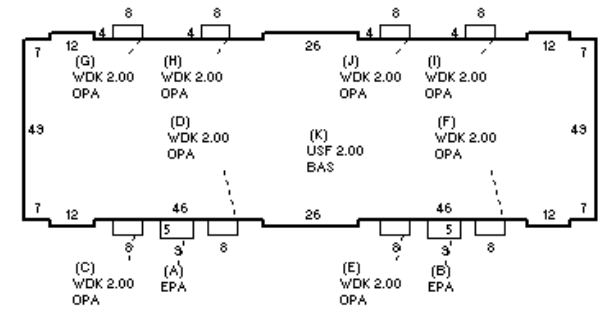 8 8 8 8
4 4 4 4
7 12 26 12 7
(G) (H) (J) (I)
WDK 2.00 WDK 2.00 WDK 2.00 WDK 2.00
OPA OPA OPA OPA
49 (D) (K) (F) 49
WDK 2.00 USF 2.00 WDK 2.00
OPA BAS OPA
7 12 46 26 46 12 7
5 5
8 9 8 8 9 8
(C) (A) (E) (B)
WDK 2.00 EPA WDK 2.00 EPA
OPA OPA